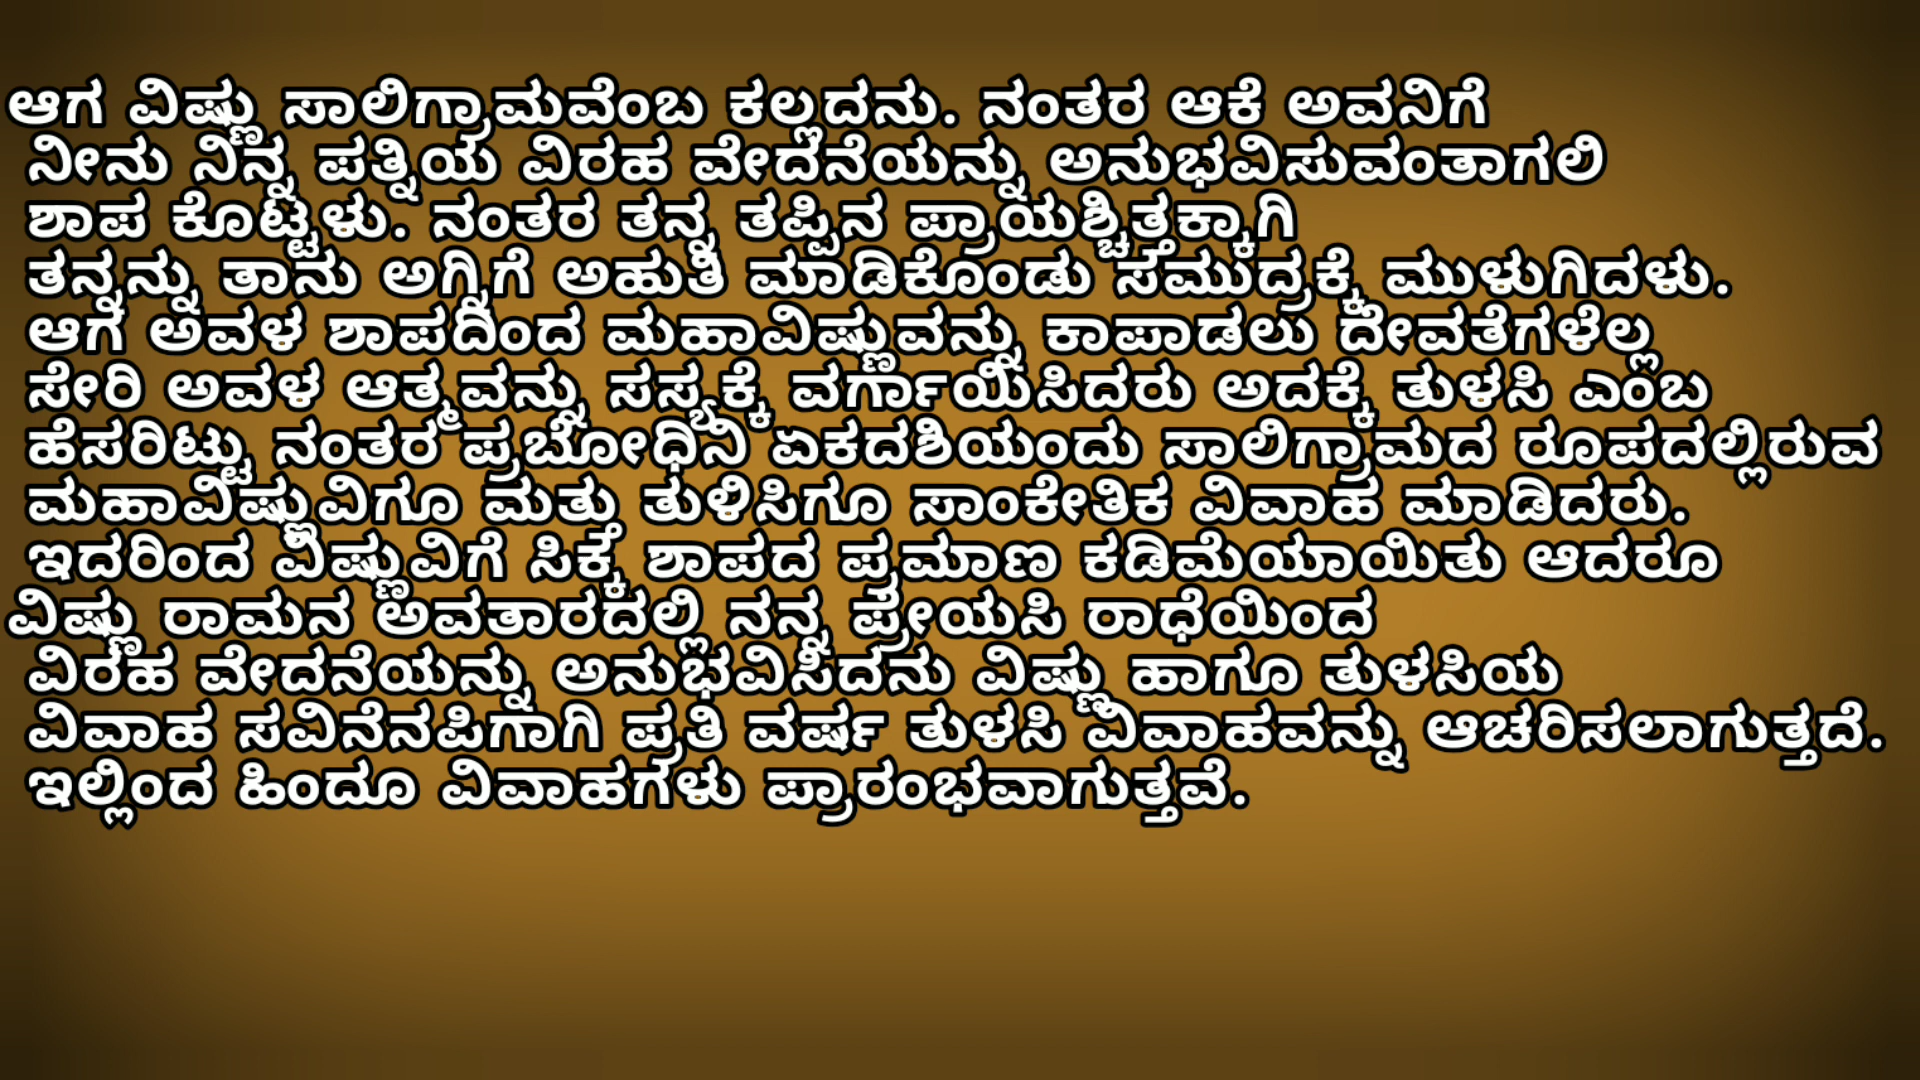 ಆಗ ವಿಷ್ಣು ಸಾಲಿಗ್ರಾಮವೆಂಬ ಕಲ್ಲದನು. ನಂತರ ಆಕೆ ಅವನಿಗೆ
ನೀನು ನಿನ್ನ ಪತ್ನಿಯ ವಿರಹ ವೇದನೆಯನ್ನು ಅನುಭವಿಸುವಂತಾಗಲಿ
ಶಾಪ ಕೊಟ್ಟಳು. ನಂತರ ತನ್ನ ತಪ್ಪಿನ ಪ್ರಾಯಶ್ಚಿತ್ತಕ್ಕಾಗಿ
ತನ್ನನ್ನು ತಾನು ಅಗ್ನಿಗೆ ಅಹುತಿ ಮಾಡಿಕೊಂಡು ಸಮುದ್ರಕ್ಕೆ ಮುಳುಗಿದಳು.
ಆಗ ಅವಳ ಶಾಪದಿಂದ ಮಹಾವಿಷ್ಣುವನ್ನು ಕಾಪಾಡಲು ದೇವತೆಗಳೆಲ್ಲ
ಸೇರಿ ಅವಳ ಆತ್ಮವನ್ನು ಸಸ್ಯಕ್ಕೆ ವರ್ಗಾಯಿಸಿದರು ಅದಕ್ಕೆ ತುಳಸಿ ಎಂಬ
ಹೆಸರಿಟ್ಟು ನಂತರ ಪ್ರಬೋಧಿನಿ ಏಕದಶಿಯಂದು ಸಾಲಿಗ್ರಾಮದ ರೂಪದಲ್ಲಿರುವ
ಮಹಾವಿಷ್ಣುವಿಗೂ ಮತ್ತು ತುಳಿಸಿಗೂ ಸಾಂಕೇತಿಕ ವಿವಾಹ ಮಾಡಿದರು.
ಇದರಿಂದ ವಿಷ್ಣುವಿಗೆ ಸಿಕ್ಕ ಶಾಪದ ಪ್ರಮಾಣ ಕಡಿಮೆಯಾಯಿತು ಆದರೂ
ವಿಷ್ಣು ರಾಮನ ಅವತಾರದಲ್ಲಿ ನನ್ನ ಪ್ರೇಯಸಿ ರಾಧೆಯಿಂದ
ವಿರಹ ವೇದನೆಯನ್ನು ಅನುಭವಿಸಿದನು ವಿಷ್ಣು ಹಾಗೂ ತುಳಸಿಯ
ವಿವಾಹ ಸವಿನೆನಪಿಗಾಗಿ ಪ್ರತಿ ವರ್ಷ ತುಳಸಿ ವಿವಾಹವನ್ನು ಆಚರಿಸಲಾಗುತ್ತದೆ.
ಇಲ್ಲಿಂದ ಹಿಂದೂ ವಿವಾಹಗಳು ಪ್ರಾರಂಭವಾಗುತ್ತವೆ.